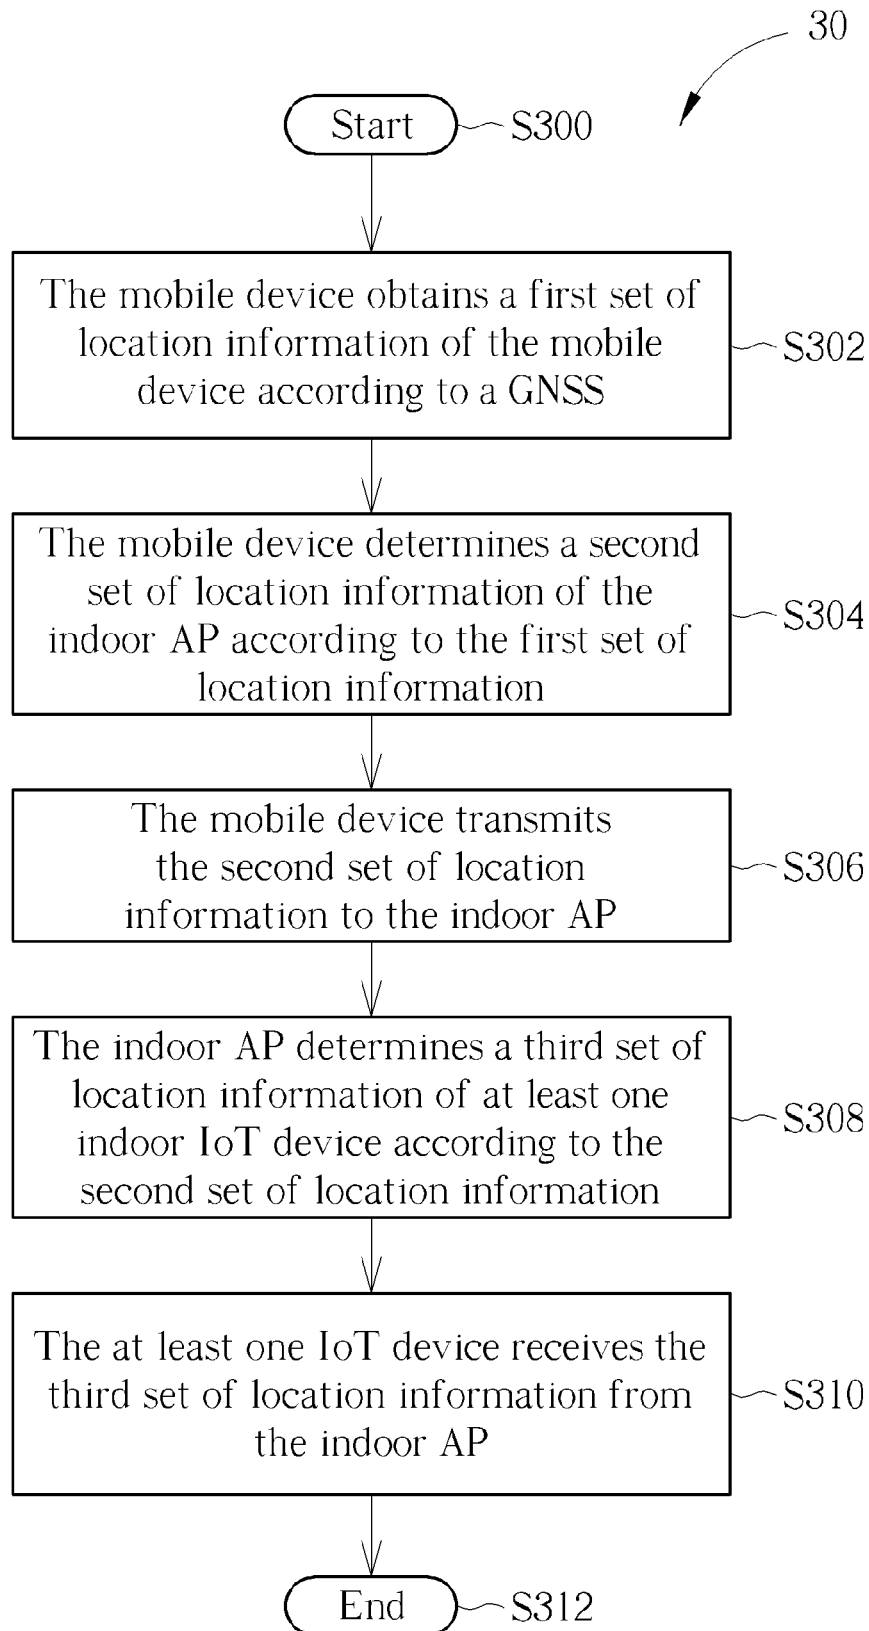 30
Start
S300
The mobile device obtains a first set of
location information of the mobile
device according to a GNSS
S302
The mobile device determines a second
set of location information of the
indoor AP according to the first set of
location information
S304
The mobile device transmits
the second set of location
information to the indoor AP
S306
The indoor AP determines a third set of
location information of at least one
indoor IoT device according to the
second set of location information
S308
The at least one IoT device receives the
third set of location information from
the indoor AP
S310
End
S312